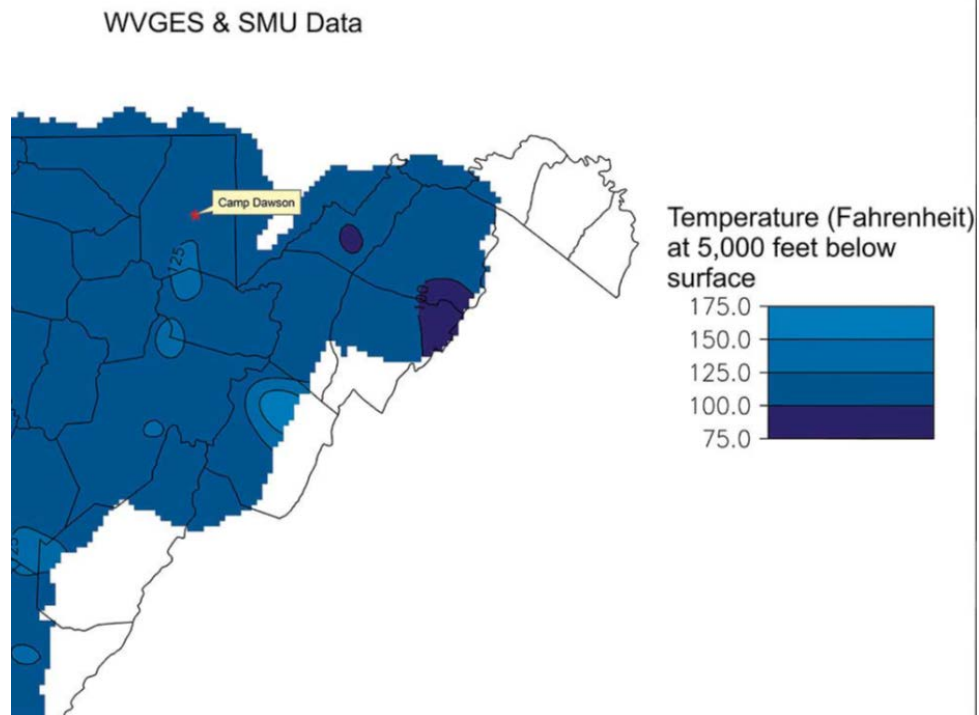 WVGES & SMU Data
Camp Dawson
125
100
Temperature (Fahrenheit)
at 5,000 feet below
surface
175.0
150.0
125.0
100.0
75.0